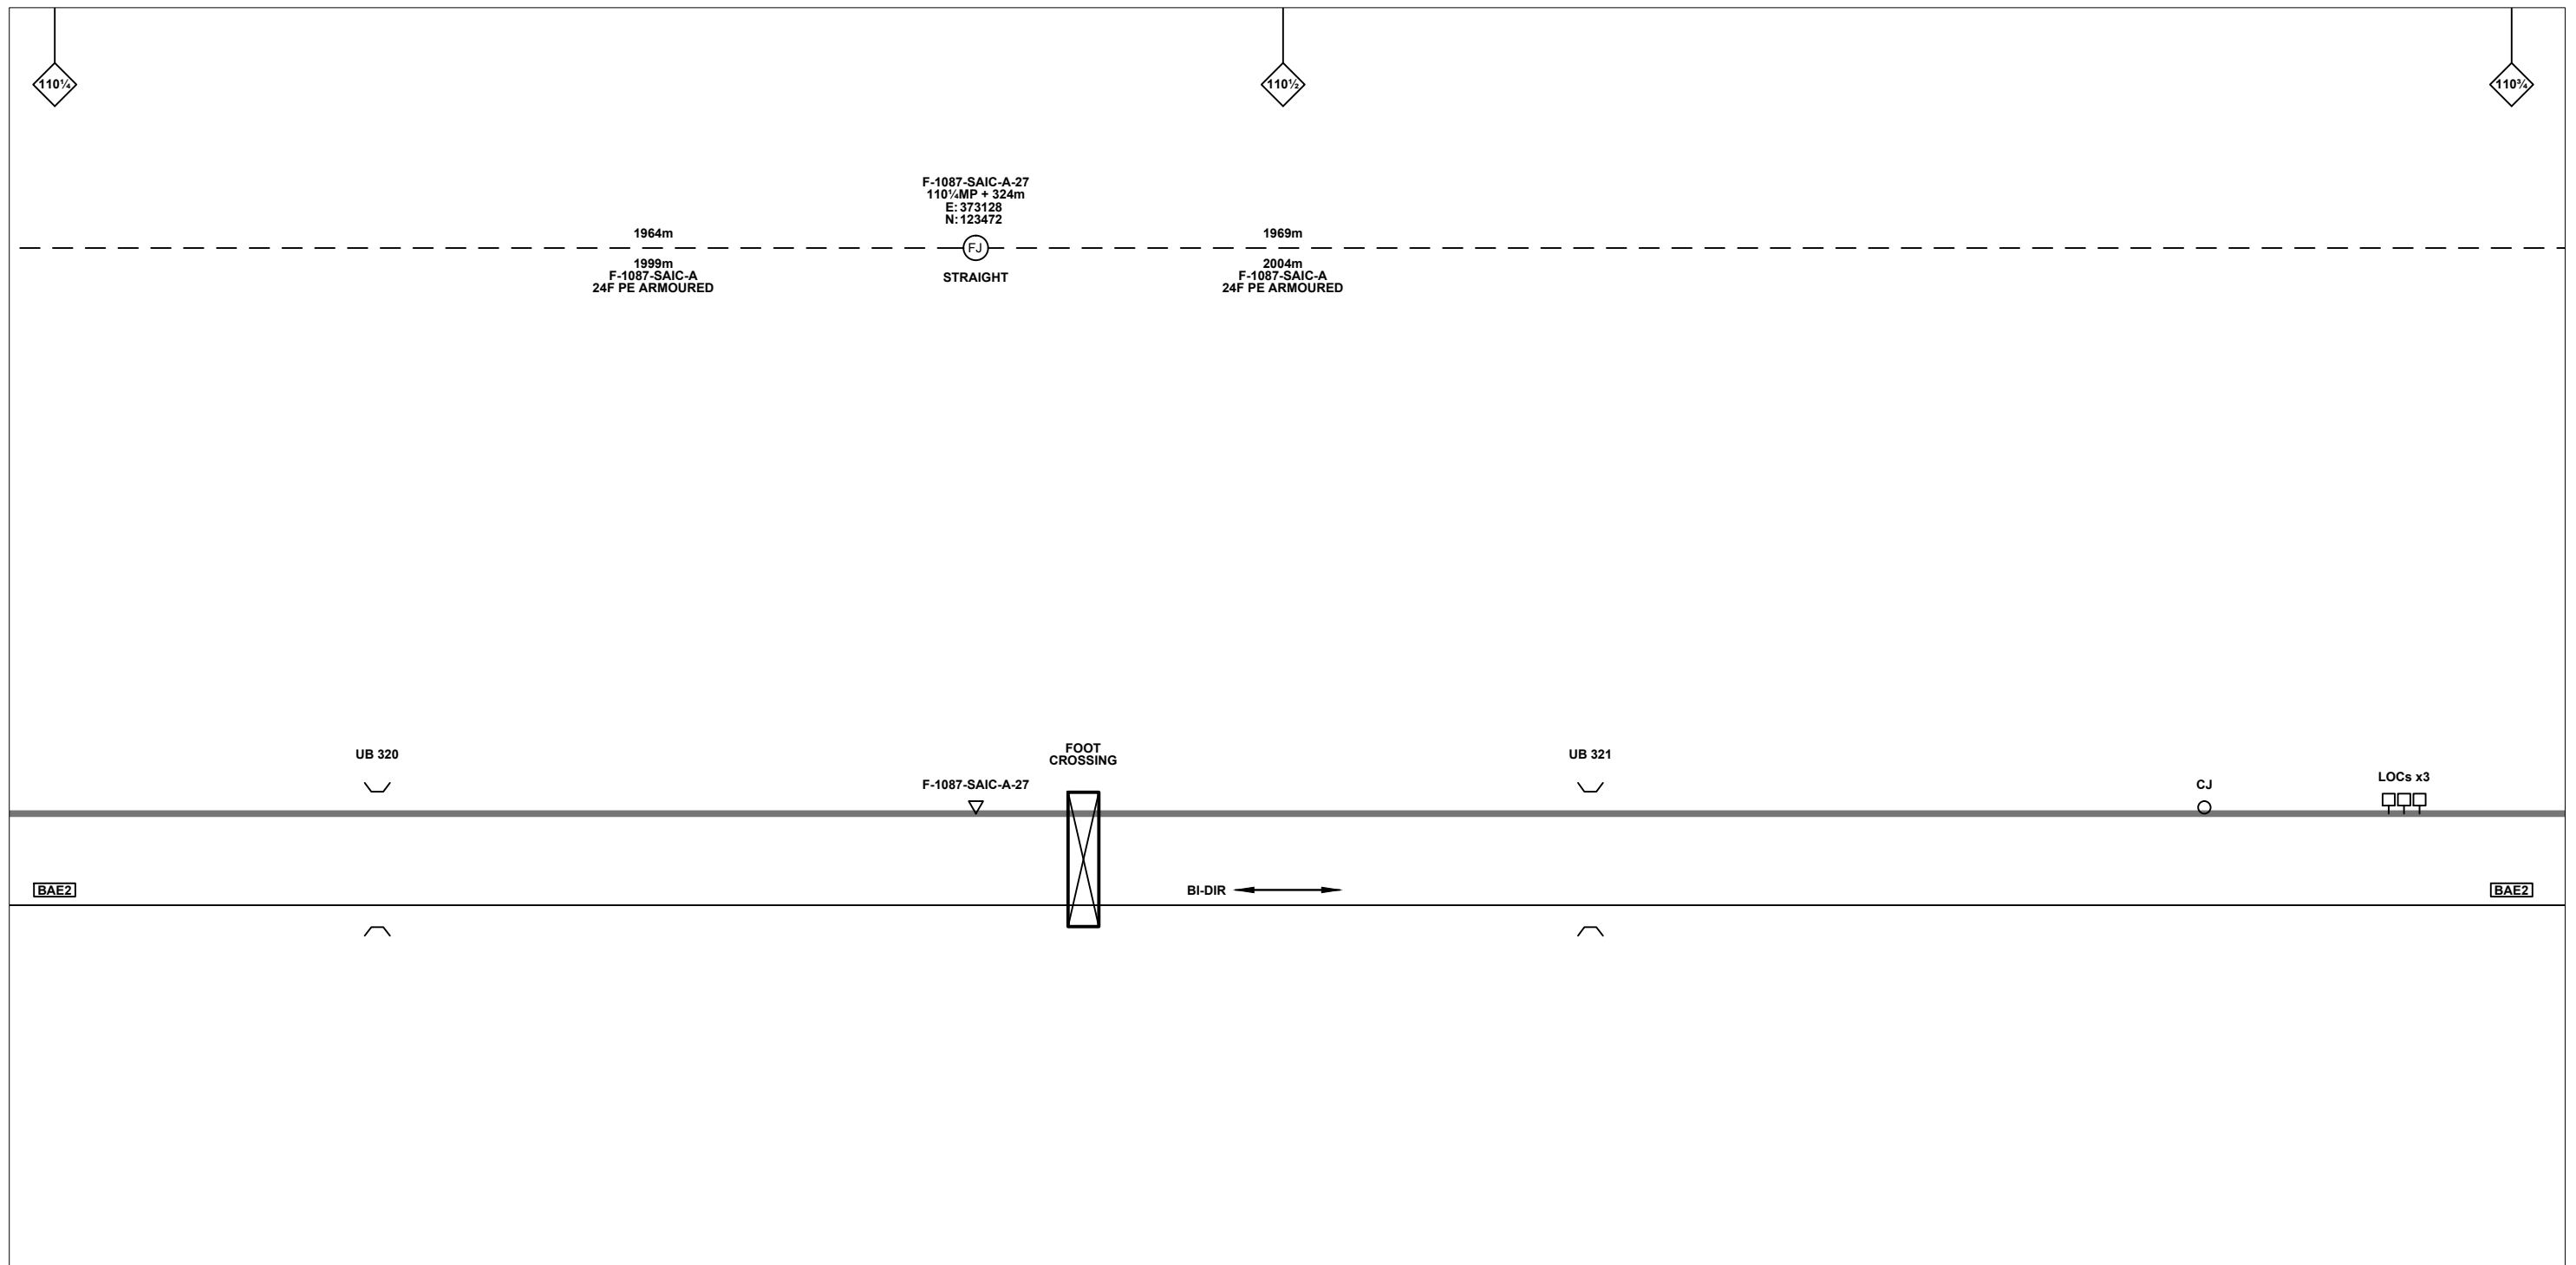 110¼
110½
110¾
F-1087-SAIC-A-27
110¼MP + 324m
E: 373128
N: 123472
1964m
FJ
1969m
1999m
F-1087-SAIC-A
24F PE ARMOURED
STRAIGHT
2004m
F-1087-SAIC-A
24F PE ARMOURED
UB 320
F-1087-SAIC-A-27
FOOT
CROSSING
UB 321
CJ
LOCs x3
BAE2
BI-DIR
BAE2